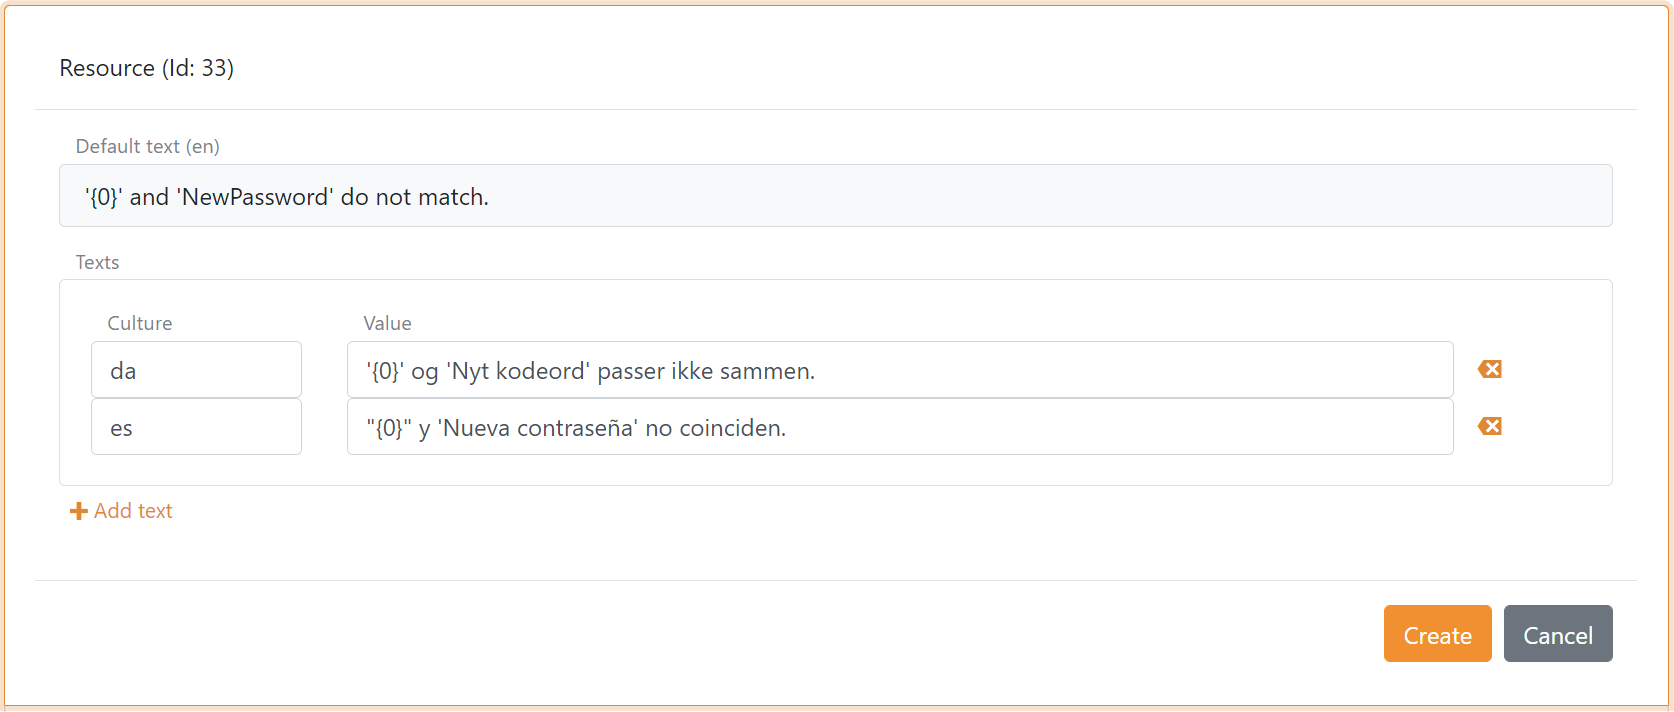 Resource (Id: 33)
Default text (en)
'{0}' and 'NewPassword' do not match.
Texts
Culture Value
da '{0}' og 'Nyt kodeord' passer ikke sammen.
es "{0}" y 'Nueva contraseña' no coinciden.
Add text
Create Cancel